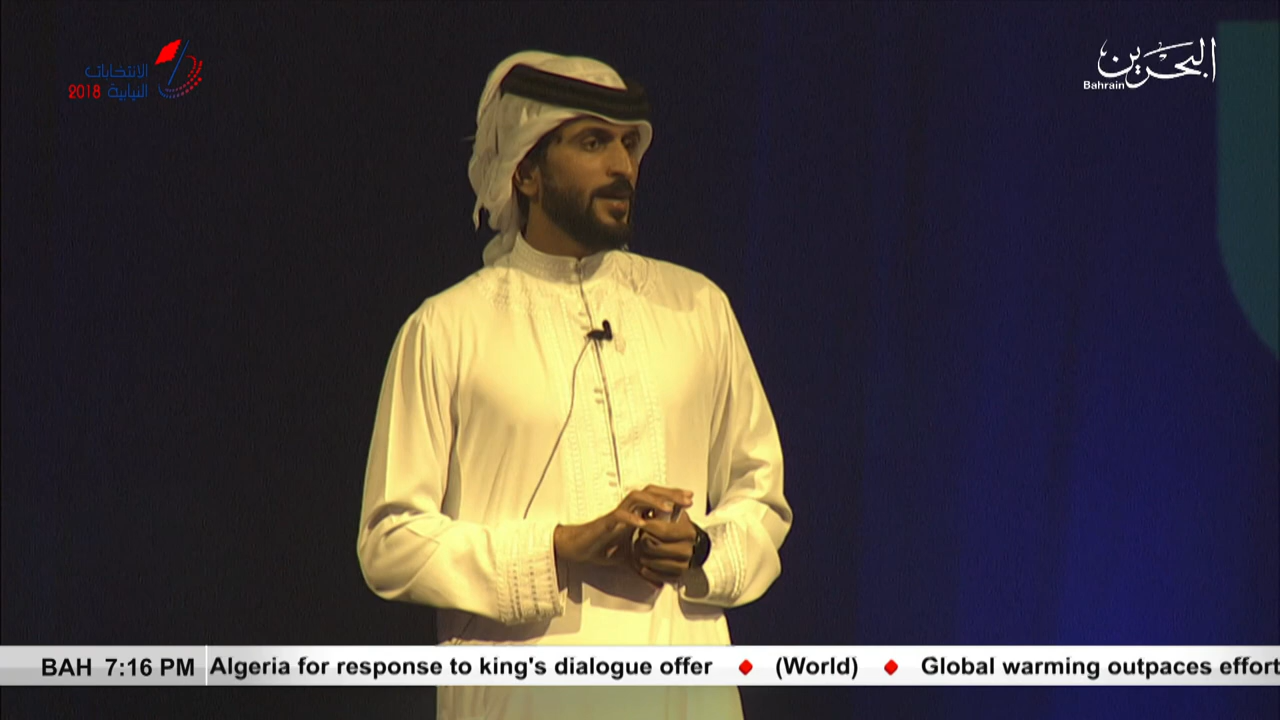 الانتخابات
النيابية 2018
البحرين
Bahrain
BAH 7:16 PM Algeria for response to king's dialogue offer ♦ (World) ♦ Global warming outpaces effort